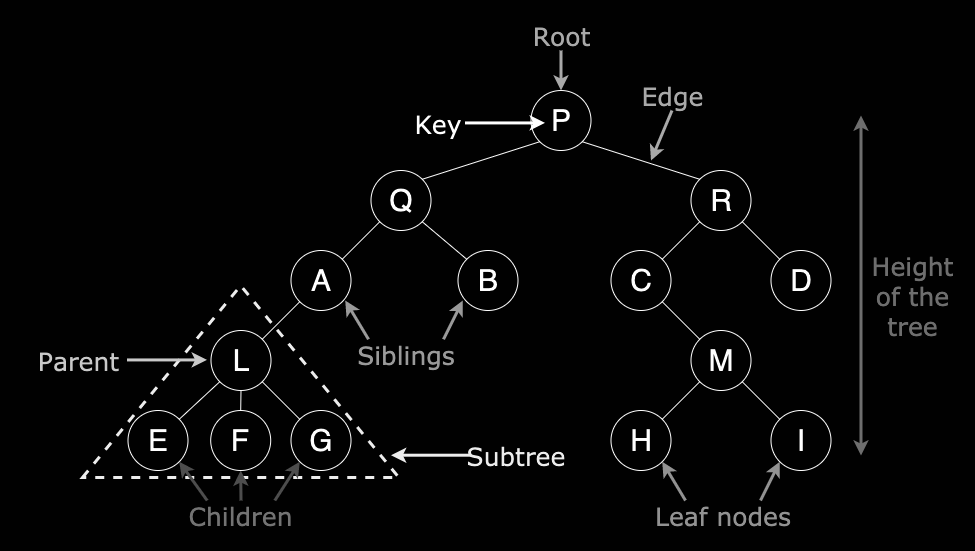 Root
Edge
Key
P
Q
R
A
B
C
D
Height
of the
tree
Siblings
Parent
L
M
E
F
G
H
I
Subtree
Children
Leaf nodes